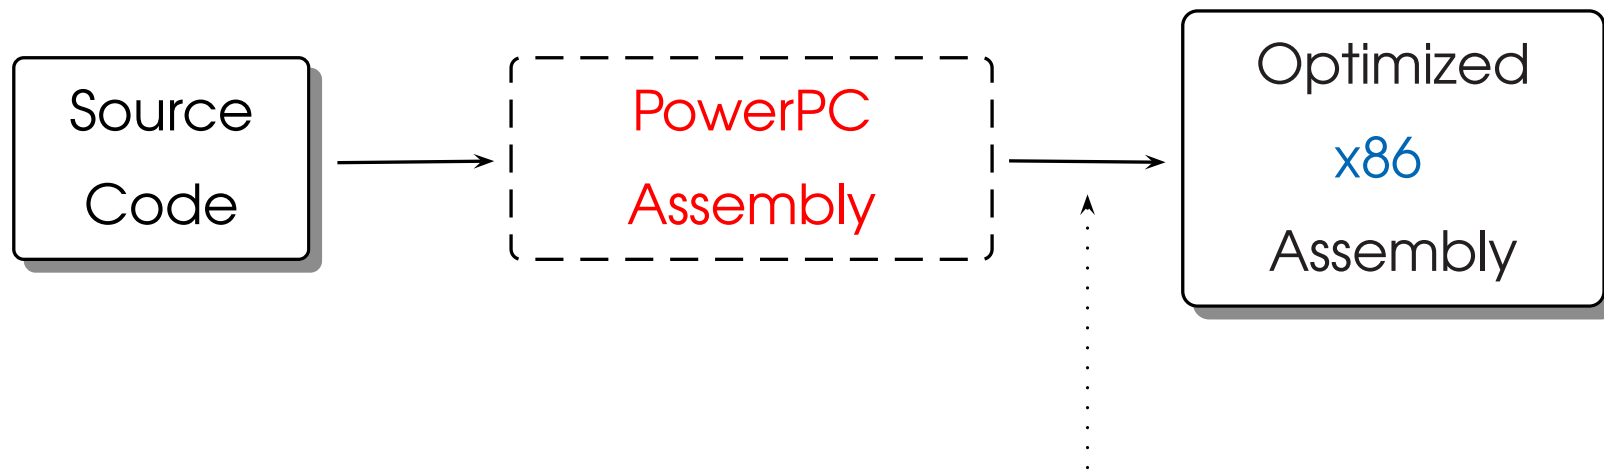 Source
Code
PowerPC
Assembly
Optimized
x86
Assembly